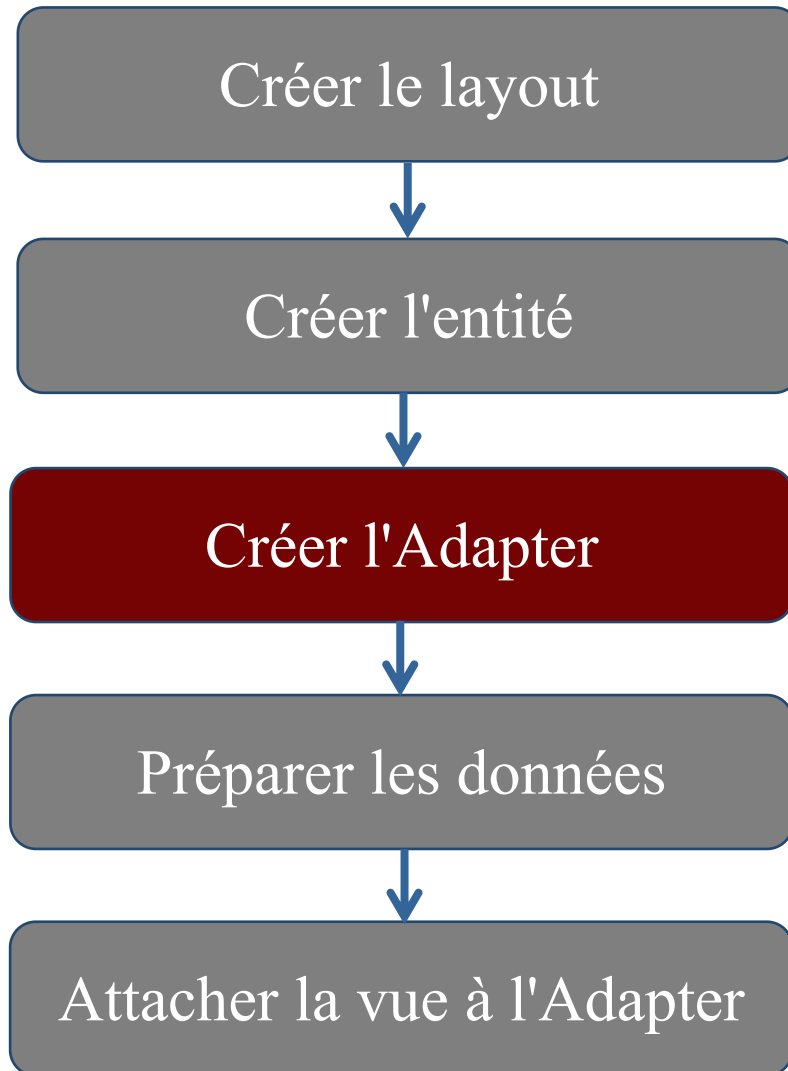 Créer le layout
Créer l'entité
Créer l'Adapter
Préparer les données
Attacher la vue à l'Adapter